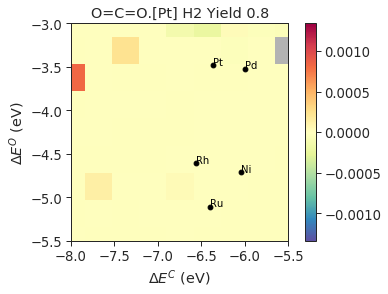 O=C=O.[Pt] H2 Yield 0.8
−3.0
−3.5
−4.0
−4.5
−5.0
−5.5
ΔE^O (eV)
Pt
Pd
Rh
Ni
Ru
−8.0 −7.5 −7.0 −6.5 −6.0 −5.5
ΔE^C (eV)
0.0010
0.0005
0.0000
−0.0005
−0.0010